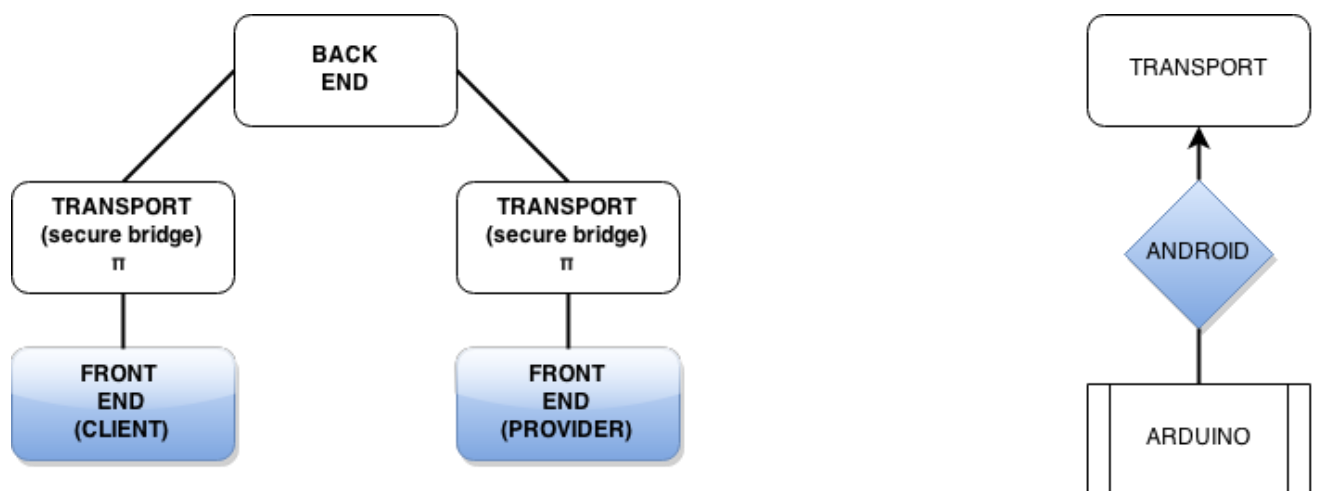 BACK
END
TRANSPORT
(secure bridge)
π
TRANSPORT
(secure bridge)
π
FRONT
END
(CLIENT)
FRONT
END
(PROVIDER)
TRANSPORT
ANDROID
ARDUINO